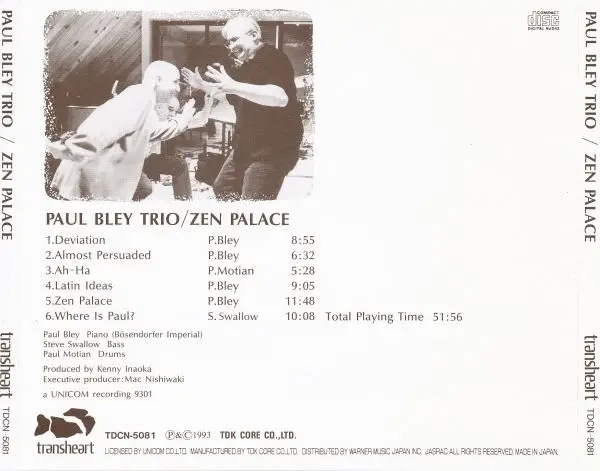 PAUL BLEY TRIO / ZEN PALACE
COMPACT
disc
DIGITAL AUDIO
PAUL BLEY TRIO / ZEN PALACE
PAUL BLEY TRIO/ZEN PALACE
1.Deviation P.Bley 8:55
2.Almost Persuaded P.Bley 6:32
3.Ah-Ha P.Motian 5:28
4.Latin Ideas P.Bley 9:05
5.Zen Palace P.Bley 11:48
6.Where Is Paul? S. Swallow 10:08 Total Playing Time 51:56
Paul Bley Piano (Bösendorfer Imperial)
Steve Swallow Bass
Paul Motian Drums
Produced by Kenny Inaoka
Executive producer:Mac Nishiwaki
a UNICOM recording 9301
transheart TDCN-5081
transheart
TDCN-5081 Ⓟ&©1993 TDK CORE CO.,LTD.
LICENSED BY UNICOM CO.LTD. MANUFACTURED BY TDK CORE CO.LTD. DISTRIBUTED BY WARNER MUSIC JAPAN INC. JASRAC ALL RIGHTS RESERVED, MADE IN JAPAN.
transheart TDCN-5081